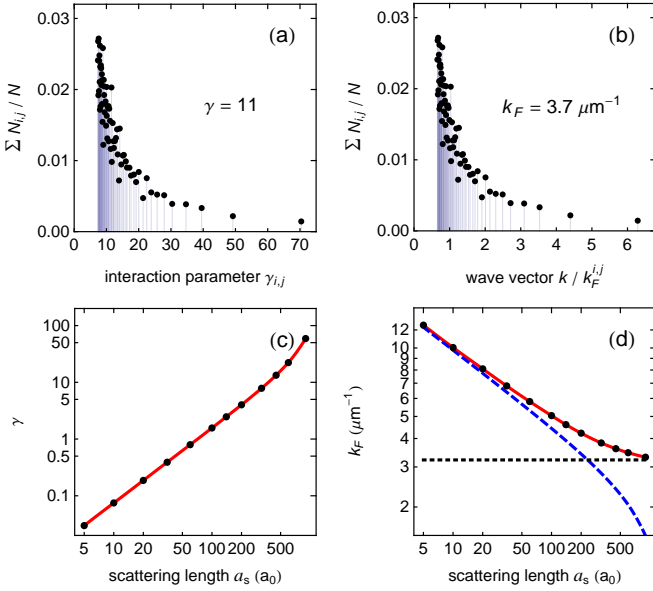 (a)
γ = 11
Σ N_{i,j} / N
0.03
0.02
0.01
0.00
0 10 20 30 40 50 60 70
interaction parameter γ_{i,j}
(b)
k_F = 3.7 μm⁻¹
Σ N_{i,j} / N
0.03
0.02
0.01
0.00
0 1 2 3 4 5 6
wave vector k / k_F^{i,j}
(c)
γ
100
50
10
5
1
0.5
0.1
5 10 20 50 100 200 500
scattering length a_s (a_0)
(d)
k_F (μm⁻¹)
12
10
9
8
7
6
5
4
3
2
5 10 20 50 100 200 500
scattering length a_s (a_0)